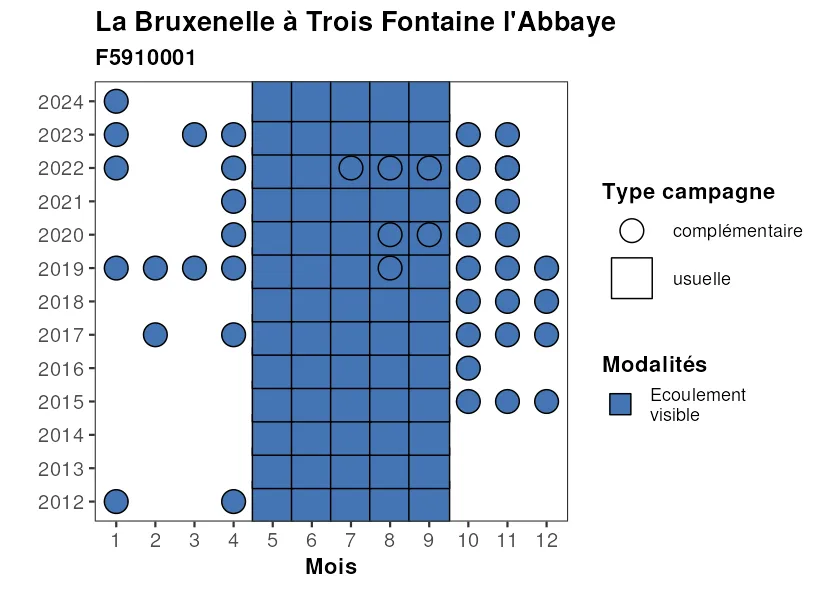 La Bruxenelle à Trois Fontaine l'Abbaye
F5910001
2024
2023
2022
2021
2020
2019
2018
2017
2016
2015
2014
2013
2012
1 2 3 4 5 6 7 8 9 10 11 12
Mois
Type campagne
complémentaire
usuelle
Modalités
Ecoulement
visible